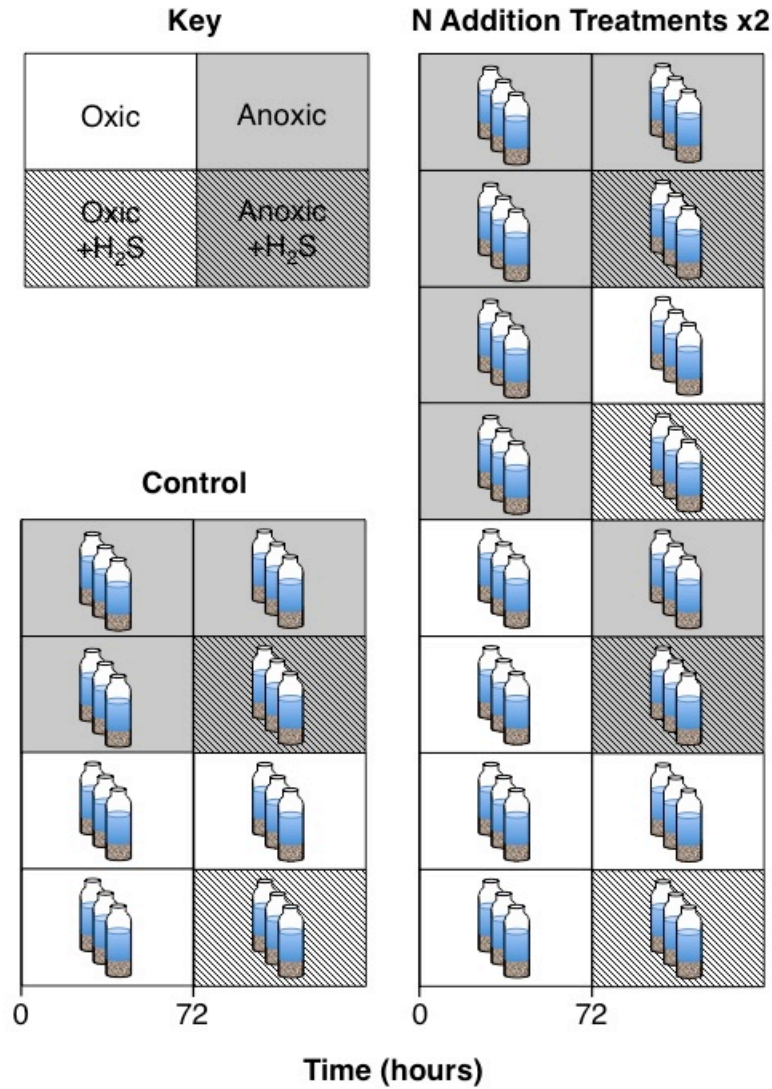 Key
Oxic
Anoxic
Oxic
+H₂S
Anoxic
+H₂S
N Addition Treatments x2
Control
0
72
0
72
Time (hours)